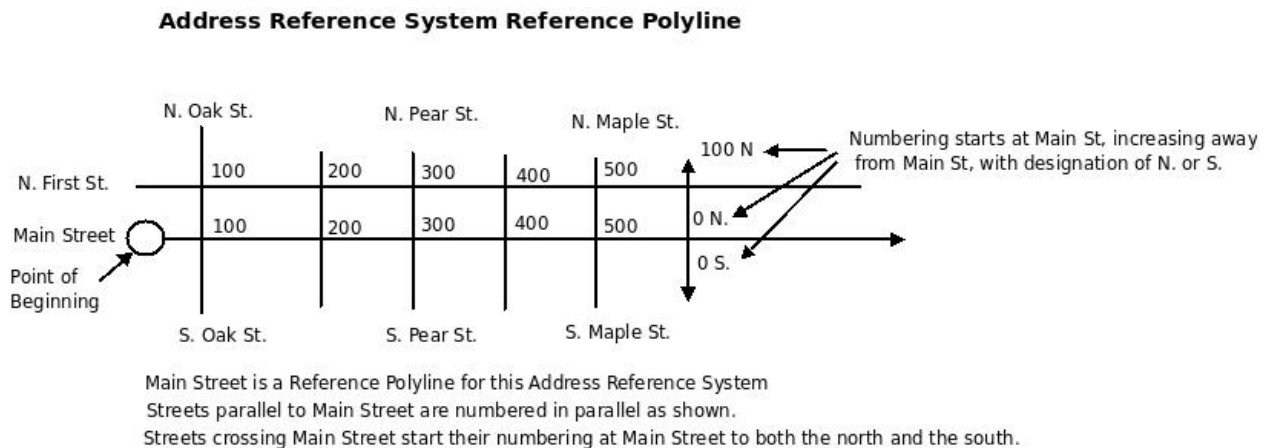 Address Reference System Reference Polyline
N. Oak St.
N. Pear St.
N. Maple St.
100 N
Numbering starts at Main St, increasing away
from Main St, with designation of N. or S.
N. First St.
100
200
300
400
500
Main Street
100
200
300
400
500
0 N.
0 S.
Point of
Beginning
S. Oak St.
S. Pear St.
S. Maple St.
Main Street is a Reference Polyline for this Address Reference System
Streets parallel to Main Street are numbered in parallel as shown.
Streets crossing Main Street start their numbering at Main Street to both the north and the south.